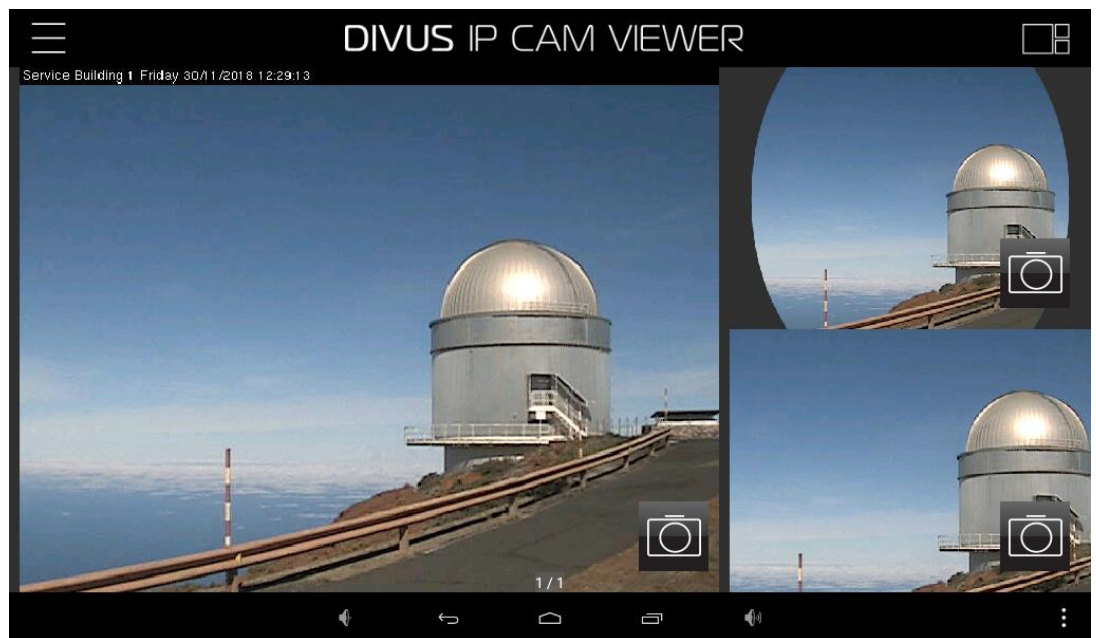 DIVUS IP CAM VIEWER
Service Building 1 Friday 30/11/2018 12:29:13
1/1